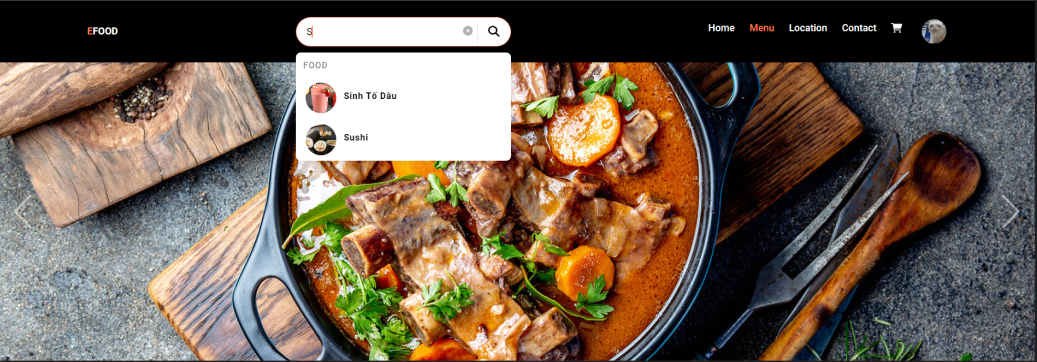 EFOOD
S
Home Menu Location Contact
FOOD
Sinh Tố Dâu
Sushi